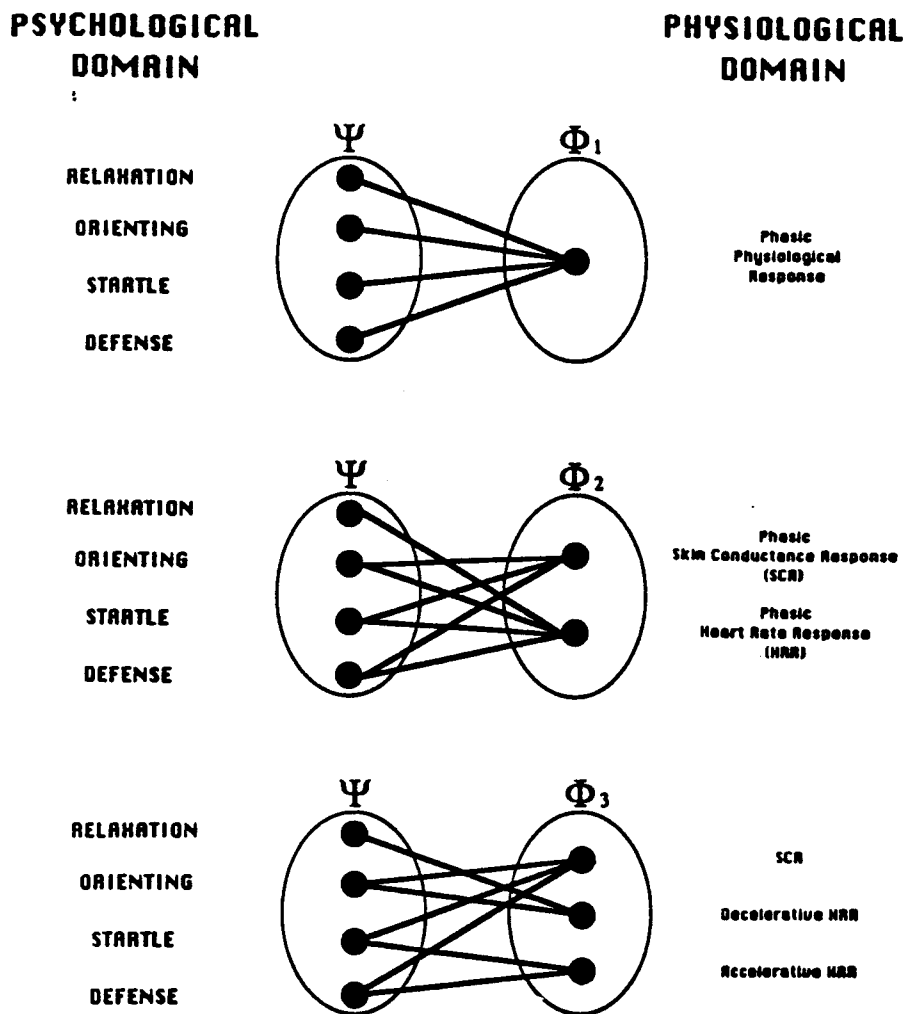 PSYCHOLOGICAL
DOMAIN
PHYSIOLOGICAL
DOMAIN
Ψ
Φ1
RELAXATION
ORIENTING
STARTLE
DEFENSE
Phasic
Physiological
Response
Ψ
Φ2
RELAXATION
ORIENTING
STARTLE
DEFENSE
Phasic
Skin Conductance Response
(SCR)
Phasic
Heart Rate Response
(HRR)
Ψ
Φ3
RELAXATION
ORIENTING
STARTLE
DEFENSE
SCR
Decelerative HRR
Accelerative HRR